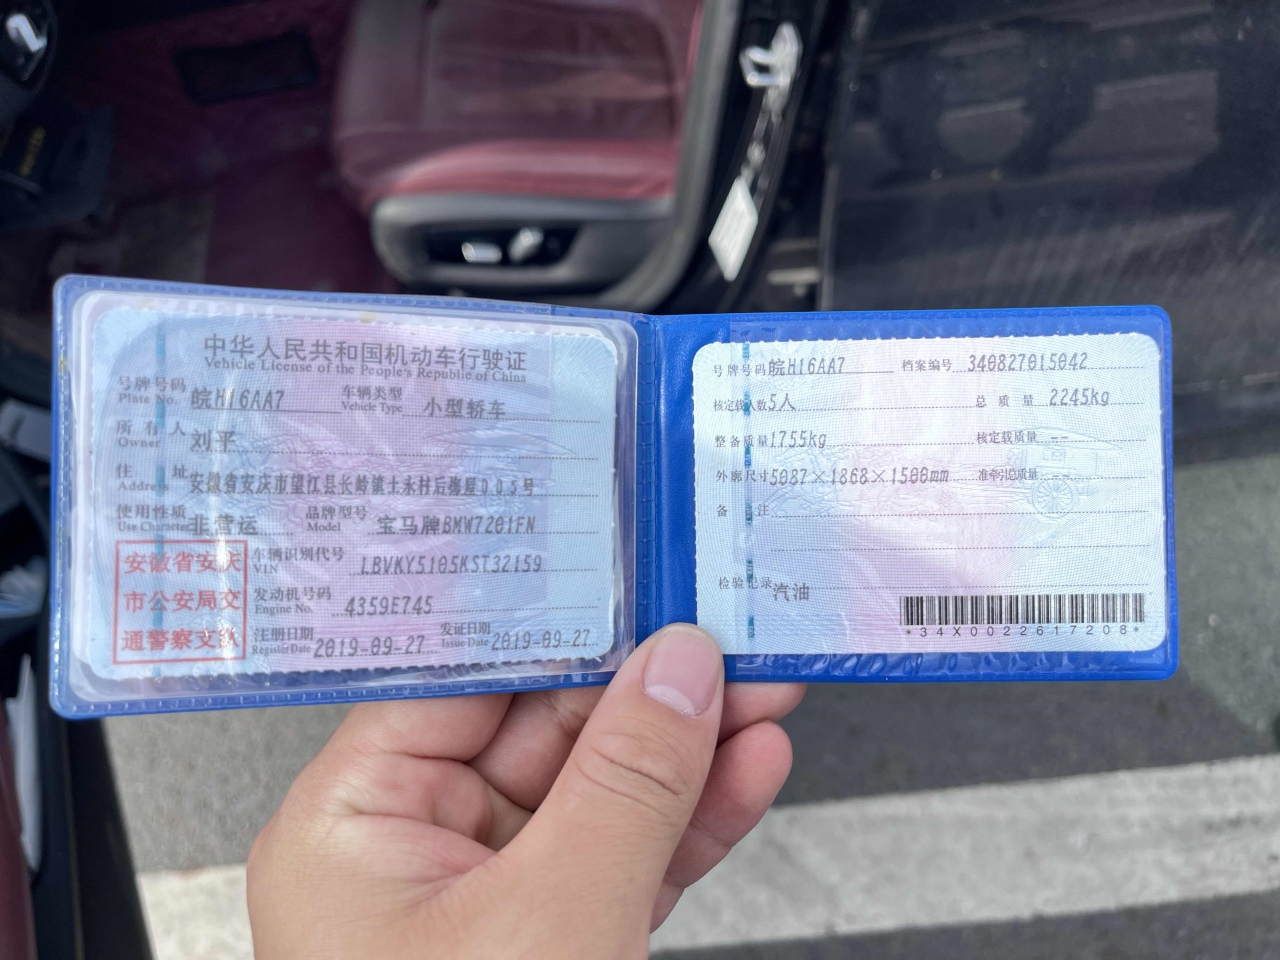 中华人民共和国机动车行驶证
Vehicle License of the People's Republic of China
号牌号码 皖H16AA7 车辆类型 小型轿车
Plate No. Vehicle Type
所有人 刘平
Owner
住址 安徽省安庆市望江县长岭镇土永村后弄屋005号
Address
使用性质 非营运 品牌型号 宝马牌BMW7201FN
Use Character Model
车辆识别代号 LBVKY5105KST32159
VIN
发动机号码 4359E745
Engine No.
注册日期 2019-09-27 发证日期 2019-09-27
Register Date Issue Date
安徽省安庆
市公安局交
通警察支队
号牌号码 皖H16AA7 档案编号 340827015042
核定载人数 5人 总质量 2245kg
整备质量 1755kg 核定载质量 --
外廓尺寸 5087×1868×1500mm 准牵引总质量 --
备注
检验记录 汽油
*34X0022617208*